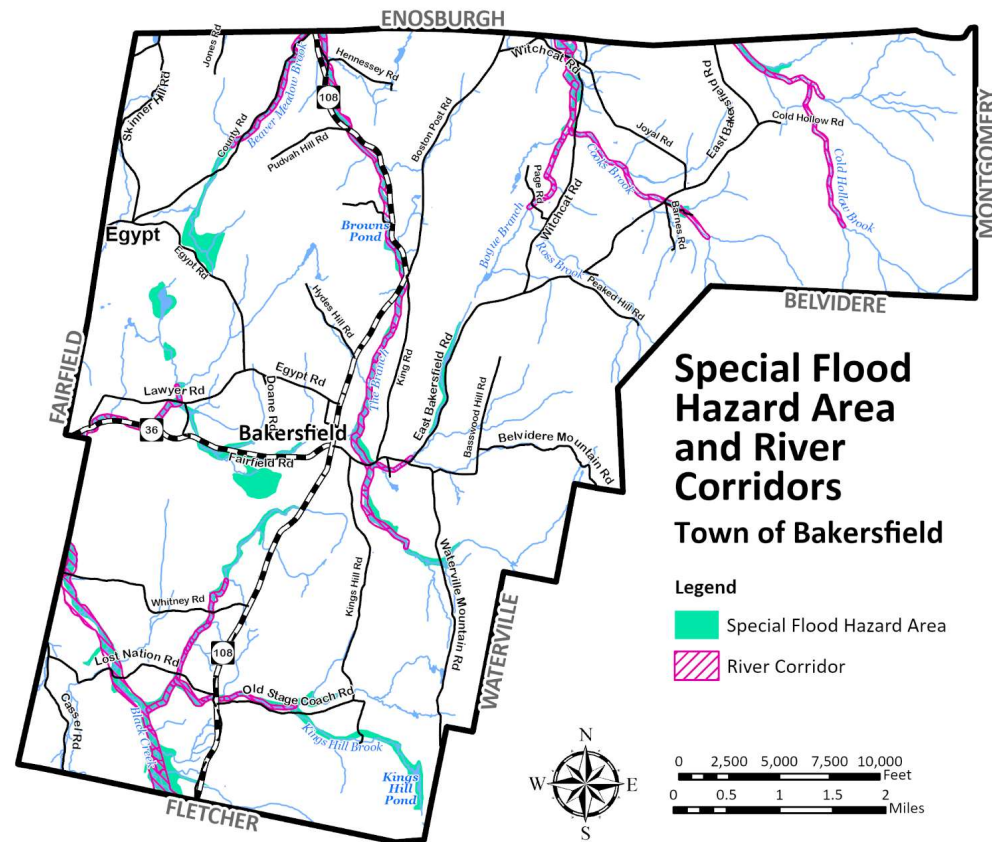 ENOSBURGH
Jones Rd
Skinner Hill Rd
County Rd
Beaver Meadow Brook
Hennessey Rd
108
Pudvah Hill Rd
Boston Post Rd
Witchcat Rd
Joyal Rd
East Bakersfield Rd
Cold Hollow Rd
MONTGOMERY
Cooks Brook
Page Rd
Witchcat Rd
Barnes Rd
Cold Hollow Brook
Egypt
Browns
Pond
Bogue Branch
Ross Brook
Egypt Rd
Peaked Hill Rd
Hydes Hill Rd
BELVIDERE
FAIRFIELD
The Branch
King Rd
East Bakersfield Rd
Basswood Hill Rd
Egypt Rd
Lawyer Rd
Doane Rd
36
Bakersfield
Fairfield Rd
Belvidere Mountain Rd
Special Flood
Hazard Area
and River
Corridors
Town of Bakersfield
Kings Hill Rd
Waterville Mountain Rd
WATERVILLE
Whitney Rd
108
Lost Nation Rd
Old Stage Coach Rd
Cassel Rd
Black Creek
Kings Hill Brook
Kings
Hill
Pond
FLETCHER
Legend
Special Flood Hazard Area
River Corridor
N
W
E
S
0 2,500 5,000 7,500 10,000
Feet
0 0.5 1 1.5 2
Miles